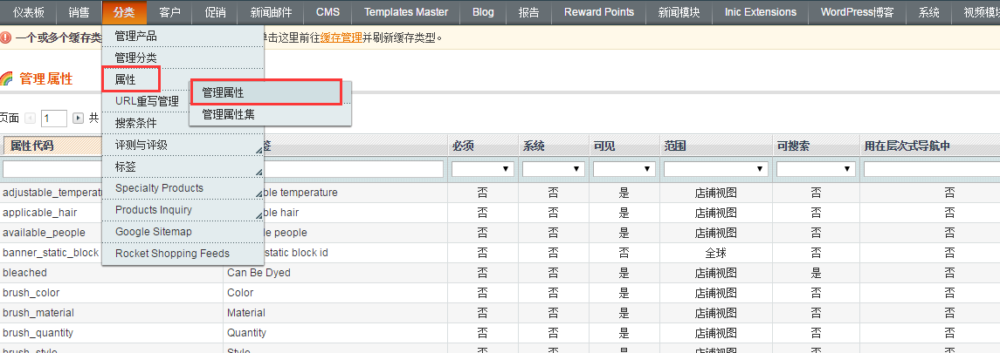 仪表板 销售 分类 客户 促销 新闻邮件 CMS Templates Master Blog 报告 Reward Points 新闻模块 Inic Extensions WordPress博客 系统 视频模
一个或多个缓存类 单击这里前往缓存管理并刷新缓存类型。
管理产品
管理分类
属性
URL重写管理
搜索条件
评测与评级
标签
Specialty Products
Products Inquiry
Google Sitemap
Rocket Shopping Feeds
管理属性
管理属性集
管理属性
页面 1 共
属性代码 签 必须 系统 可见 范围 可搜索 用在层次式导航中
adjustable_temperatu ble temperature 否 否 是 店铺视图 否 否
applicable_hair ble hair 否 否 是 店铺视图 否 否
available_people le people 否 否 是 店铺视图 否 否
banner_static_block static block id 否 否 否 全球 否 否
bleached Can Be Dyed 否 否 是 店铺视图 是 否
brush_color Color 否 否 是 店铺视图 否 否
brush_material Material 否 否 是 店铺视图 否 否
brush_quantity Quantity 否 否 是 店铺视图 否 否
brush_style Style 否 否 是 店铺视图 否 否